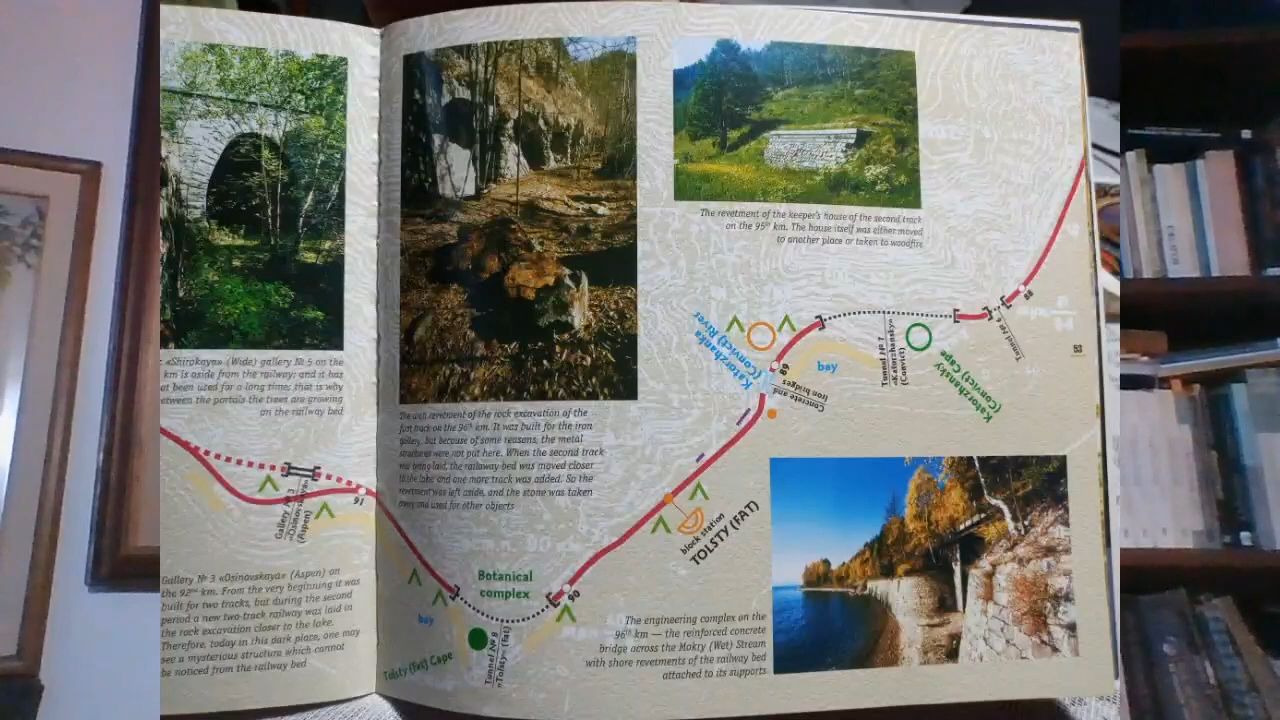 «Shirokaya» (Wide) gallery № 5 on the
km is aside from the railway; and it has
been used for a long time; that is why
between the portals the trees are growing
on the railway bed
Gallery № 3
«Osinovskaya»
(Aspen)
91
Gallery № 3 «Osinovskaya» (Aspen) on
the 92nd km. From the very beginning it was
built for two tracks, but during the second
period a new two-track railway was laid in
the rock excavation closer to the lake.
Therefore, today in this dark place, one may
see a mysterious structure which cannot
be noticed from the railway bed
The wall revetment of the rock excavation of the
track on the 96th km. It was built for the iron
gallery, but because of some reasons, the metal
structures were not put here. When the second track
was being laid, the railway bed was moved closer
to the lake and one more track was added. So the
revetment was left aside, and the stone was taken
away and used for other objects
The revetment of the keeper's house of the second track
on the 95th km. The house itself was either moved
to another place or taken to woodfire
88
Tunnel № 6
53
Tunnel № 7
«Katorzhansky»
(Convict)
Katorzhansky
(Convict) Cape
Katorzhanka
(Convict) River
89
bay
Concrete and
iron bridges
block station
TOLSTY (FAT)
90
Botanical
complex
bay
Tolsty (Fat) Cape
Tunnel № 8
«Tolsty» (Fat)
The engineering complex on the
96th km — the reinforced concrete
bridge across the Mokry (Wet) Stream
with shore revetments of the railway bed
attached to its supports